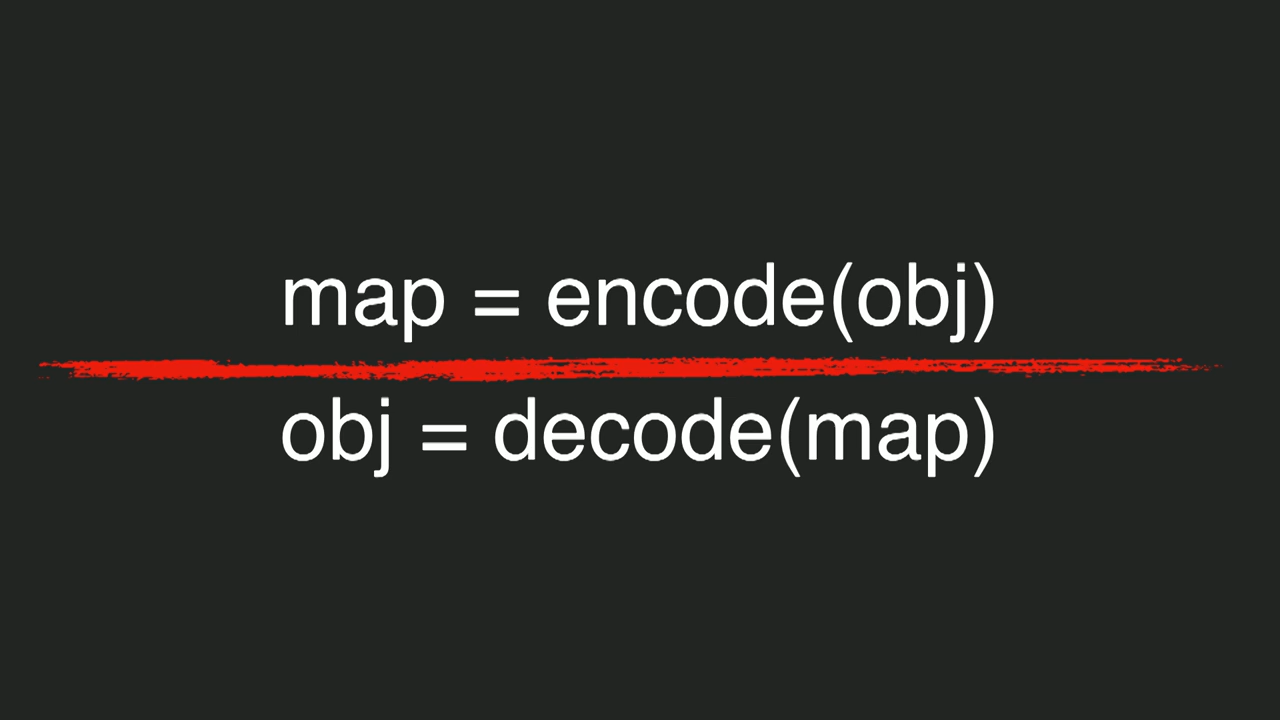 map = encode(obj)
obj = decode(map)